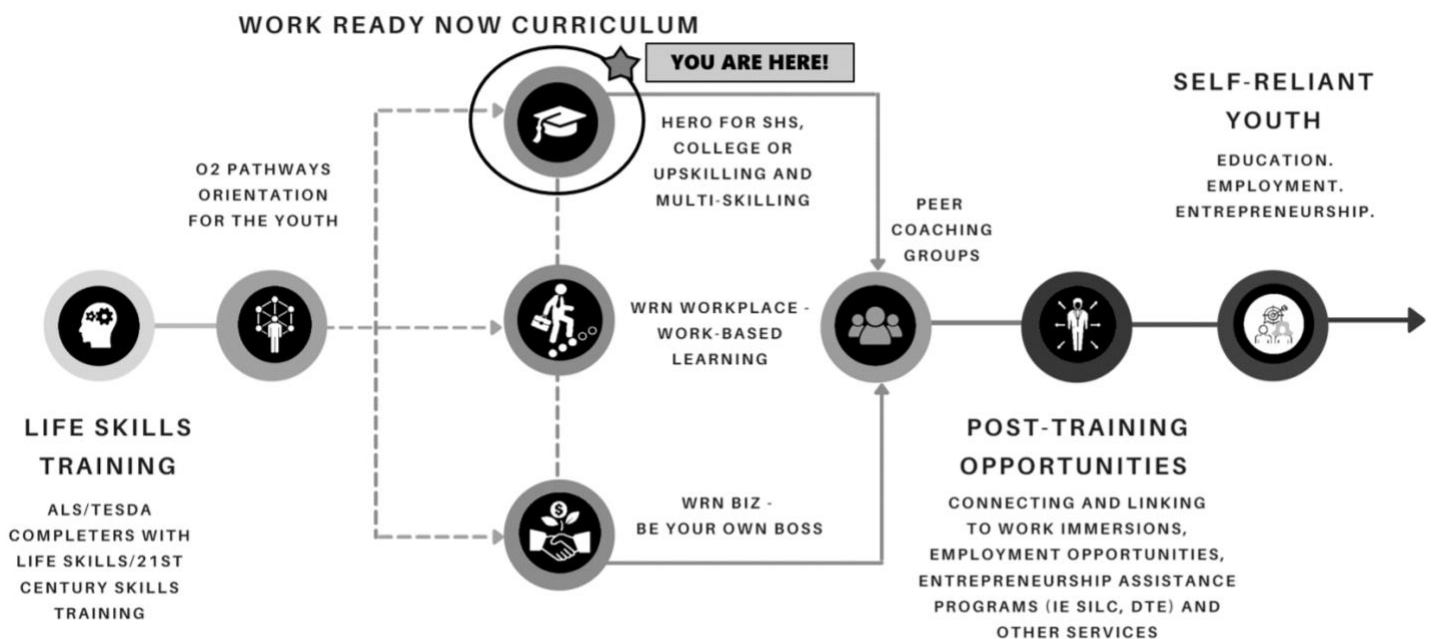 WORK READY NOW CURRICULUM
YOU ARE HERE!
HERO FOR SHS,
COLLEGE OR
UPSKILLING AND
MULTI-SKILLING
SELF-RELIANT
YOUTH
EDUCATION.
EMPLOYMENT.
ENTREPRENEURSHIP.
O2 PATHWAYS
ORIENTATION
FOR THE YOUTH
PEER
COACHING
GROUPS
WRN WORKPLACE -
WORK-BASED
LEARNING
LIFE SKILLS
TRAINING
ALS/TESDA
COMPLETERS WITH
LIFE SKILLS/21ST
CENTURY SKILLS
TRAINING
$
WRN BIZ -
BE YOUR OWN BOSS
POST-TRAINING
OPPORTUNITIES
CONNECTING AND LINKING
TO WORK IMMERSIONS,
EMPLOYMENT OPPORTUNITIES,
ENTREPRENEURSHIP ASSISTANCE
PROGRAMS (IE SILC, DTE) AND
OTHER SERVICES